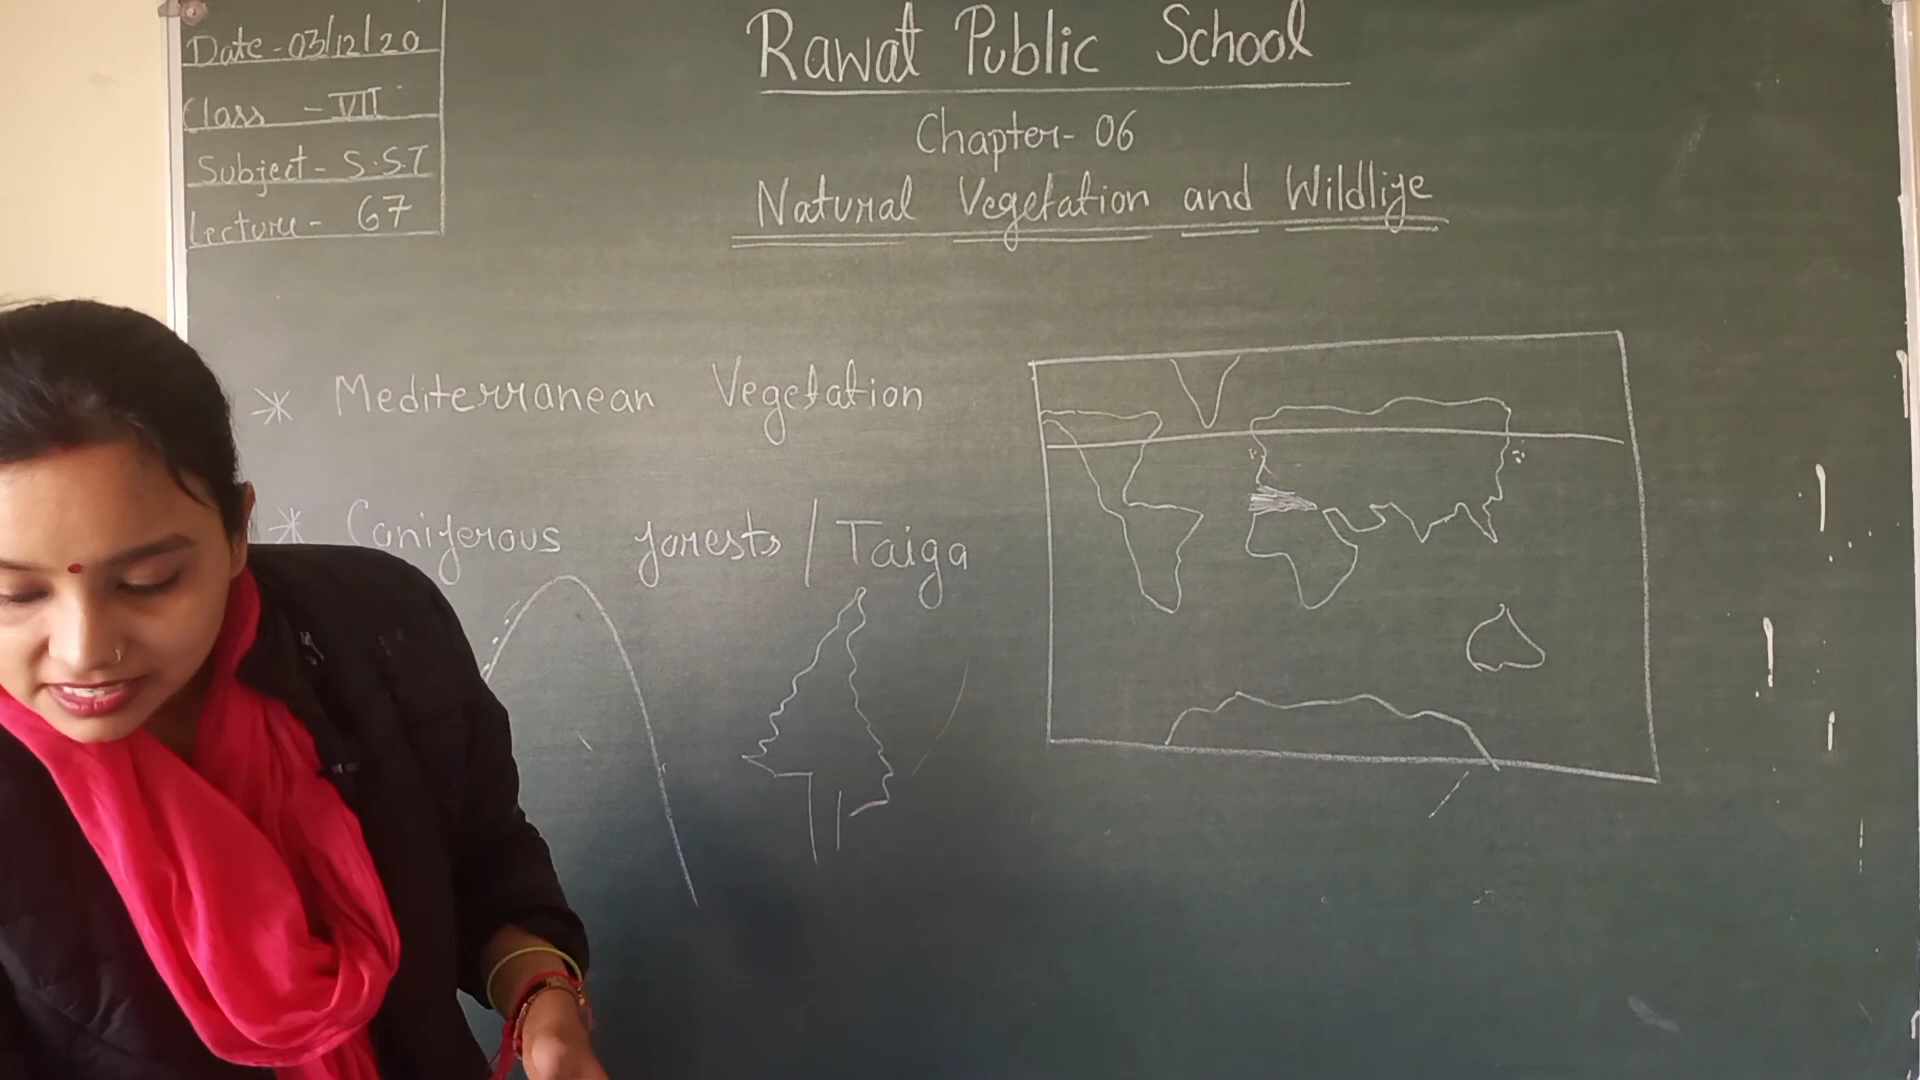 Date - 03/12/20
Class - VII
Subject - S.S.T
Lecture - 67
Rawat Public School
Chapter - 06
Natural Vegetation and Wildlife
* Mediterranean Vegetation
* Coniferous forests / Taiga